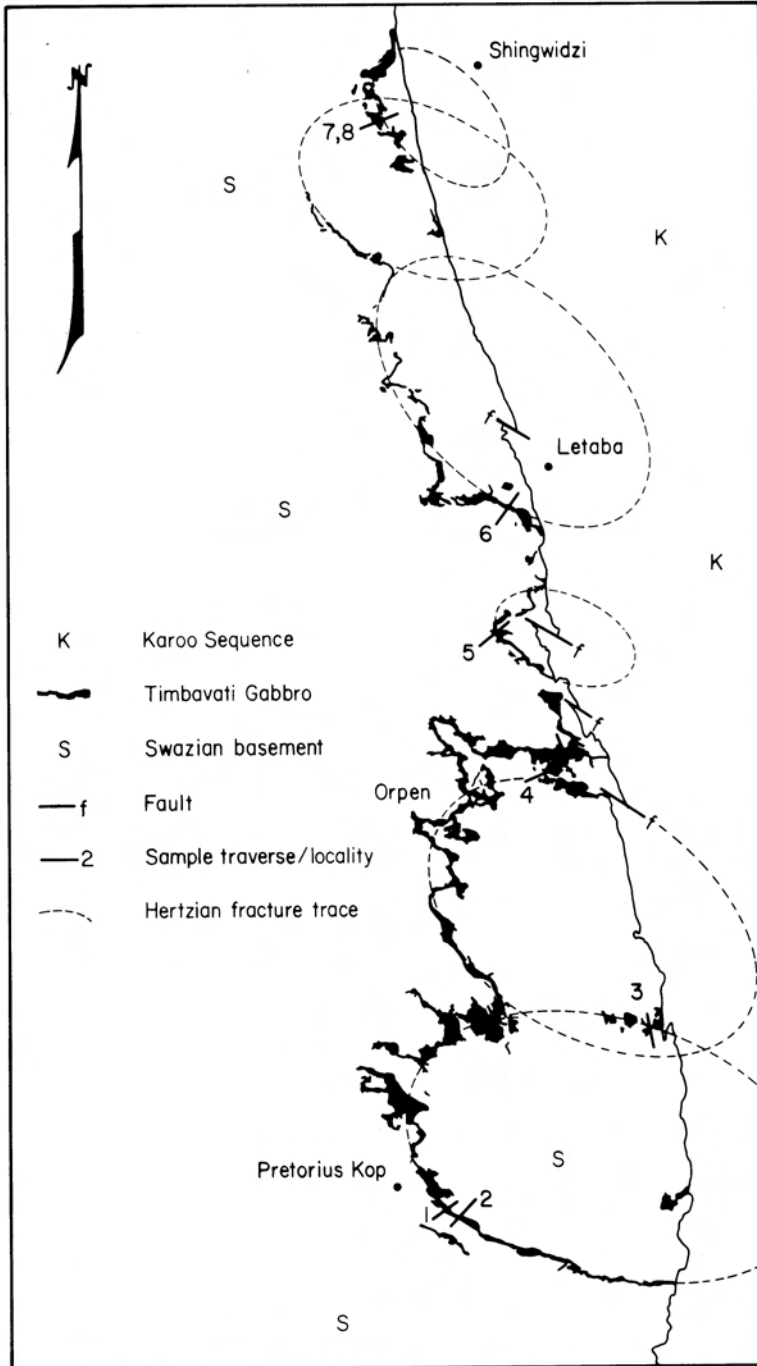 N
Shingwidzi
7,8
S
K
f
Letaba
S
6
K
5
f
K Karoo Sequence
Timbavati Gabbro
f
S Swazian basement
Orpen
4
f Fault
f
2 Sample traverse/locality
Hertzian fracture trace
3
S
Pretorius Kop
1
2
S